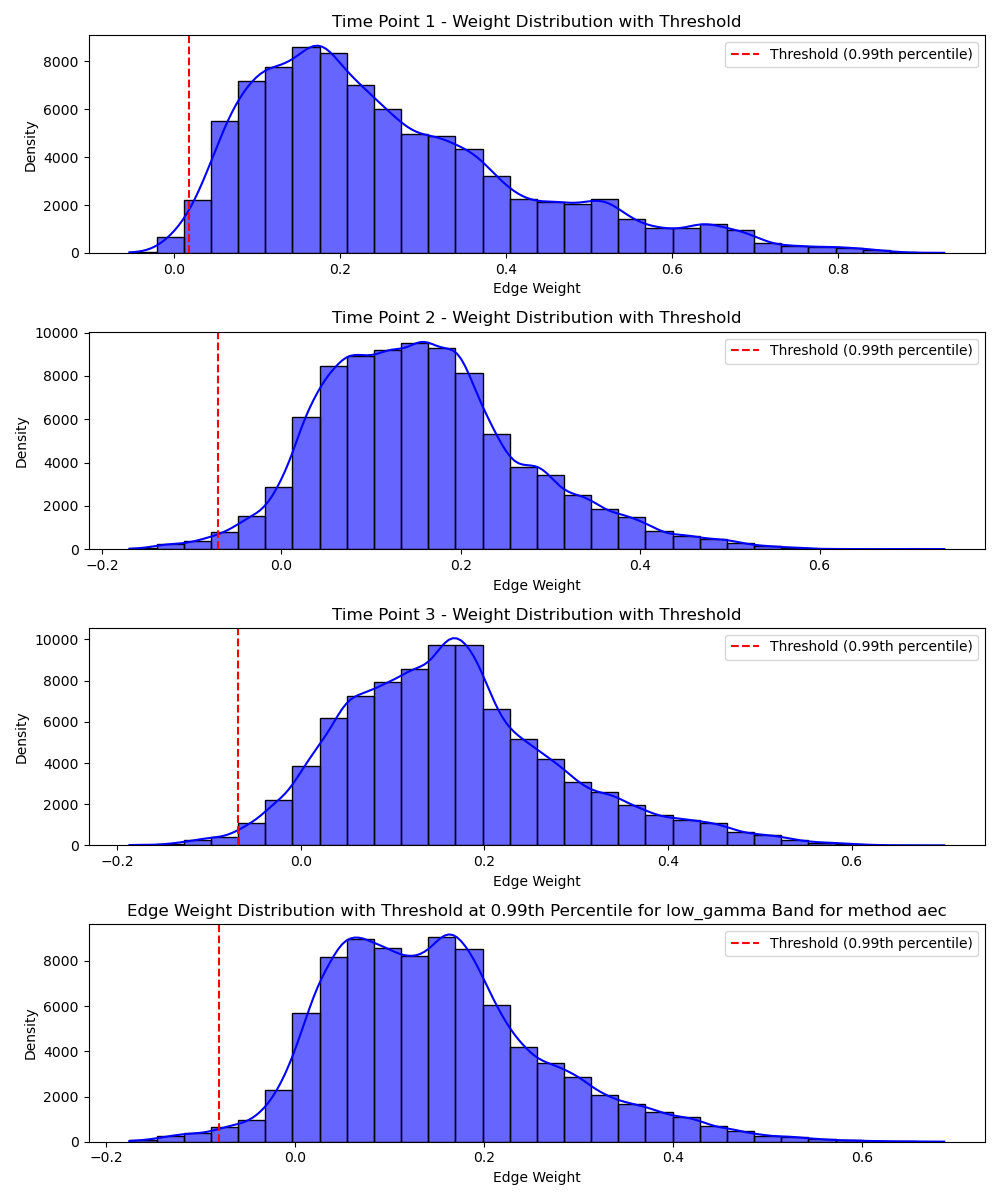 Time Point 1 - Weight Distribution with Threshold
Threshold (0.99th percentile)
Density
8000
6000
4000
2000
0
0.0 0.2 0.4 0.6 0.8
Edge Weight
Time Point 2 - Weight Distribution with Threshold
Threshold (0.99th percentile)
Density
10000
8000
6000
4000
2000
0
−0.2 0.0 0.2 0.4 0.6
Edge Weight
Time Point 3 - Weight Distribution with Threshold
Threshold (0.99th percentile)
Density
10000
8000
6000
4000
2000
0
−0.2 0.0 0.2 0.4 0.6
Edge Weight
Edge Weight Distribution with Threshold at 0.99th Percentile for low_gamma Band for method aec
Threshold (0.99th percentile)
Density
8000
6000
4000
2000
0
−0.2 0.0 0.2 0.4 0.6
Edge Weight